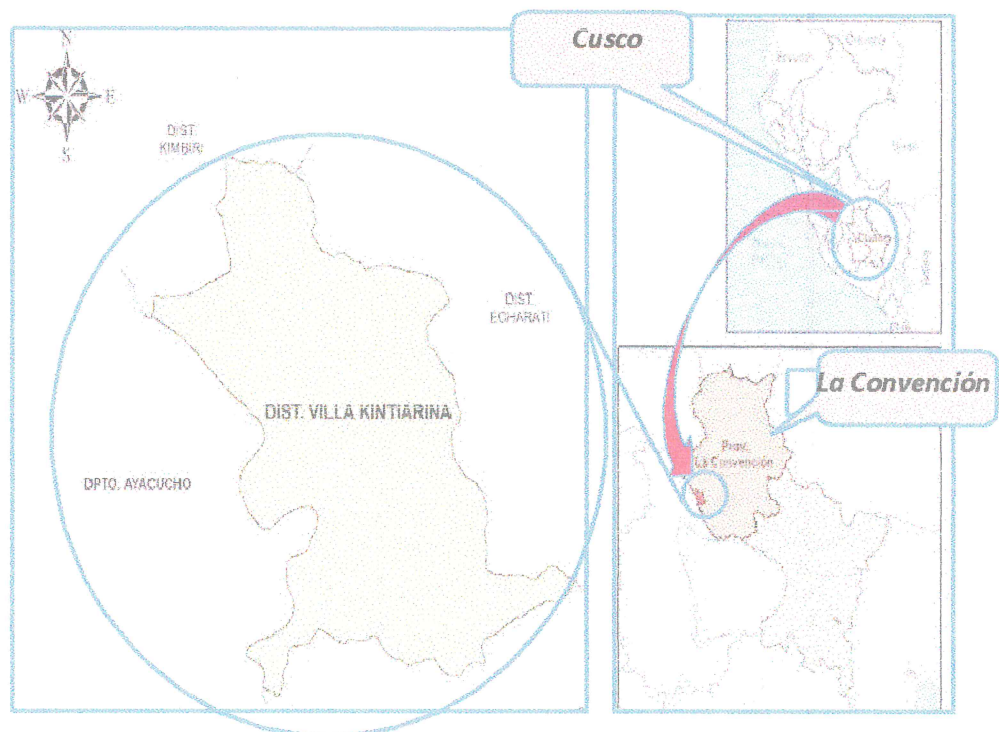 N
W E
S
DIST.
KIMBIRI
DIST.
ECHARATI
DIST. VILLA KINTIARINA
DPTO. AYACUCHO
Cusco
La Convención
Prov.
La Convención